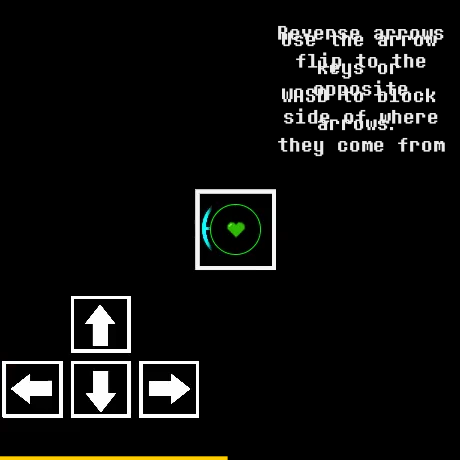 Reverse arrows
flip to the
opposite
side of where
they come from
Use the arrow
keys or
WASD to block
arrows.